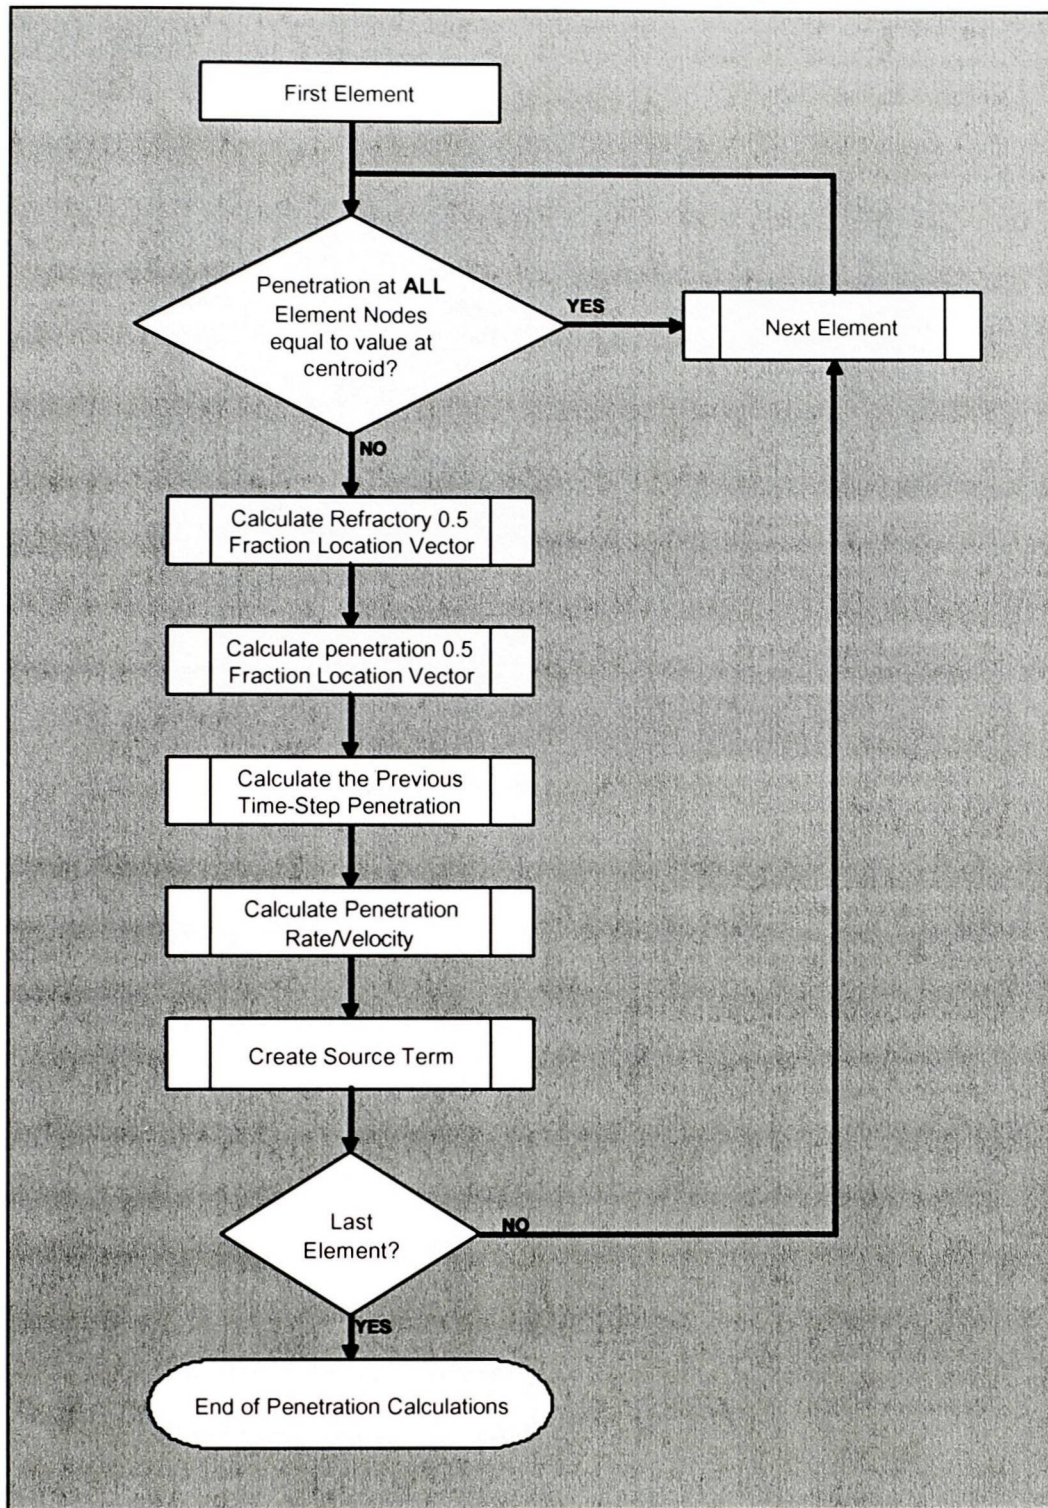 First Element
Penetration at ALL
Element Nodes
equal to value at
centroid?
YES
Next Element
NO
Calculate Refractory 0.5
Fraction Location Vector
Calculate penetration 0.5
Fraction Location Vector
Calculate the Previous
Time-Step Penetration
Calculate Penetration
Rate/Velocity
Create Source Term
Last
Element?
NO
YES
End of Penetration Calculations